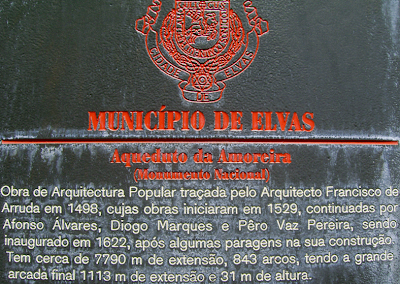 CIDADE DE ELVAS
MUNICÍPIO DE ELVAS
Aqueduto da Amoreira
(Monumento Nacional)
Obra de Arquitectura Popular traçada pelo Arquitecto Francisco de
Arruda em 1498, cujas obras iniciaram em 1529, continuadas por
Afonso Álvares, Diogo Marques e Pêro Vaz Pereira, sendo
inaugurado em 1622, após algumas paragens na sua construção.
Tem cerca de 7790 m de extensão, 843 arcos, tendo a grande
arcada final 1113 m de extensão e 31 m de altura.